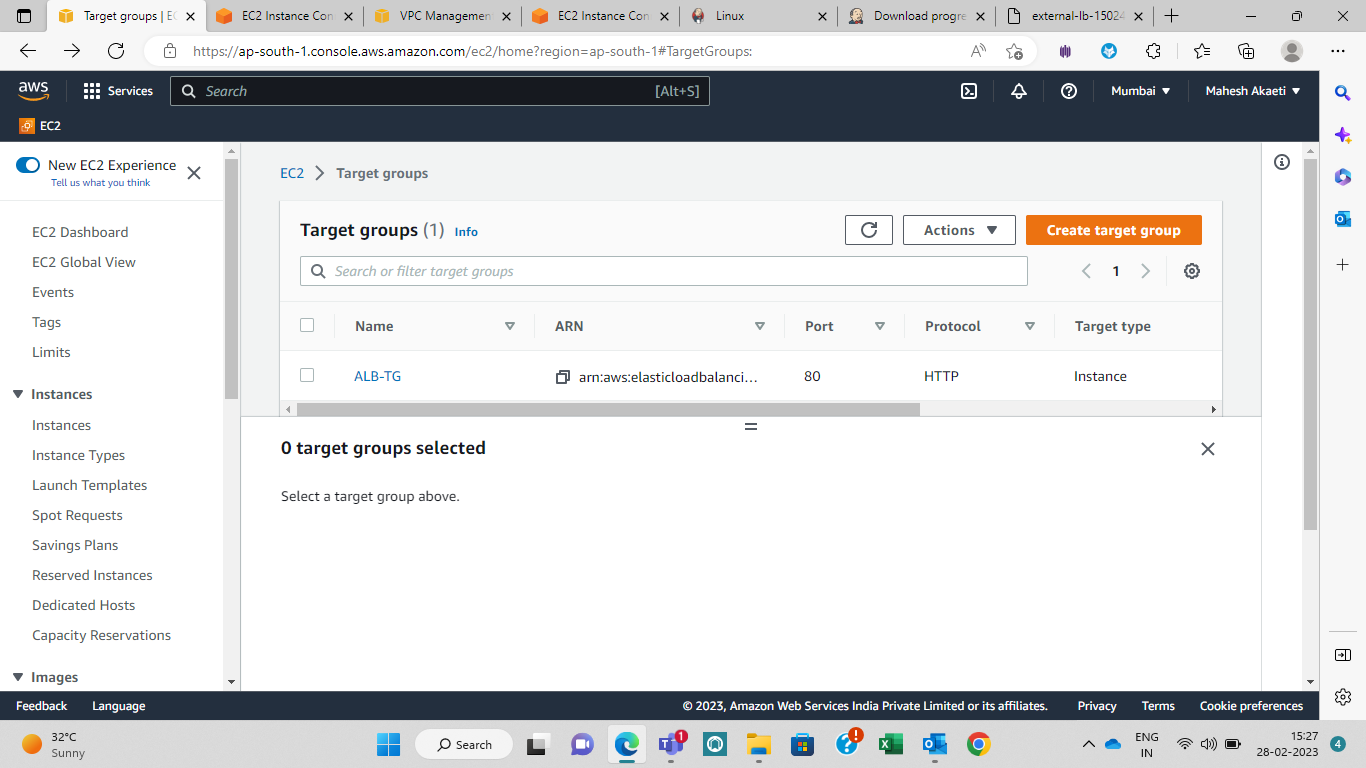 Target groups | EC
EC2 Instance Con
VPC Managemen
EC2 Instance Con
Linux
Download progre
external-lb-15024
https://ap-south-1.console.aws.amazon.com/ec2/home?region=ap-south-1#TargetGroups:
aws
Services
Search
[Alt+S]
Mumbai
Mahesh Akaeti
EC2
New EC2 Experience
Tell us what you think
EC2 Dashboard
EC2 Global View
Events
Tags
Limits
Instances
Instances
Instance Types
Launch Templates
Spot Requests
Savings Plans
Reserved Instances
Dedicated Hosts
Capacity Reservations
Images
EC2 > Target groups
Target groups (1) Info
Actions
Create target group
Search or filter target groups
1
Name ARN Port Protocol Target type
ALB-TG arn:aws:elasticloadbalanci... 80 HTTP Instance
0 target groups selected
Select a target group above.
Feedback Language
© 2023, Amazon Web Services India Private Limited or its affiliates. Privacy Terms Cookie preferences
32°C
Sunny
Search
1
ENG
IN
15:27
28-02-2023
4